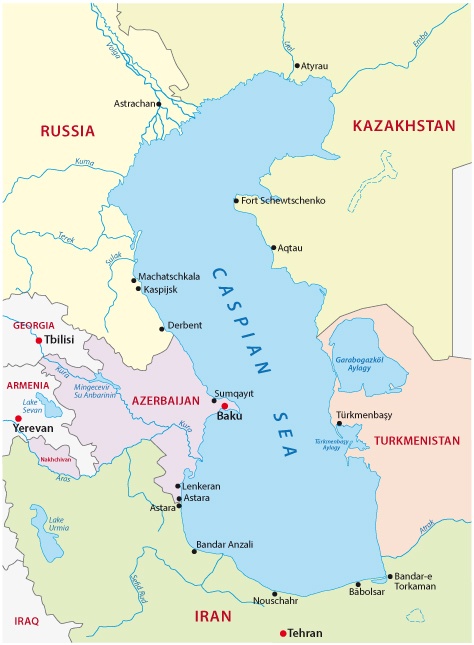 Volga
Ural
Emba
Atyrau
Astrachan
RUSSIA
KAZAKHSTAN
Kuma
Fort Schewtschenko
Terek
Sulak
Aqtau
Machatschkala
Kaspijsk
CASPIAN SEA
Derbent
GEORGIA
Tbilisi
Garabogazköl
Aylagy
Kura
Mingecevir
Su Anbarinin
ARMENIA
Lake
Sevan
AZERBAIJAN
Sumqayıt
Baku
Yerevan
Kura
Türkmenbaşy
Türkmenbaşy
Aylagy
TURKMENISTAN
Nakhchivan
Aras
Lenkeran
Astara
Astara
Lake
Urmia
Atrak
Bandar Anzali
Sefid Rud
Bandar-e
Torkaman
Bābolsar
Nouschahr
IRAN
IRAQ
Tehran